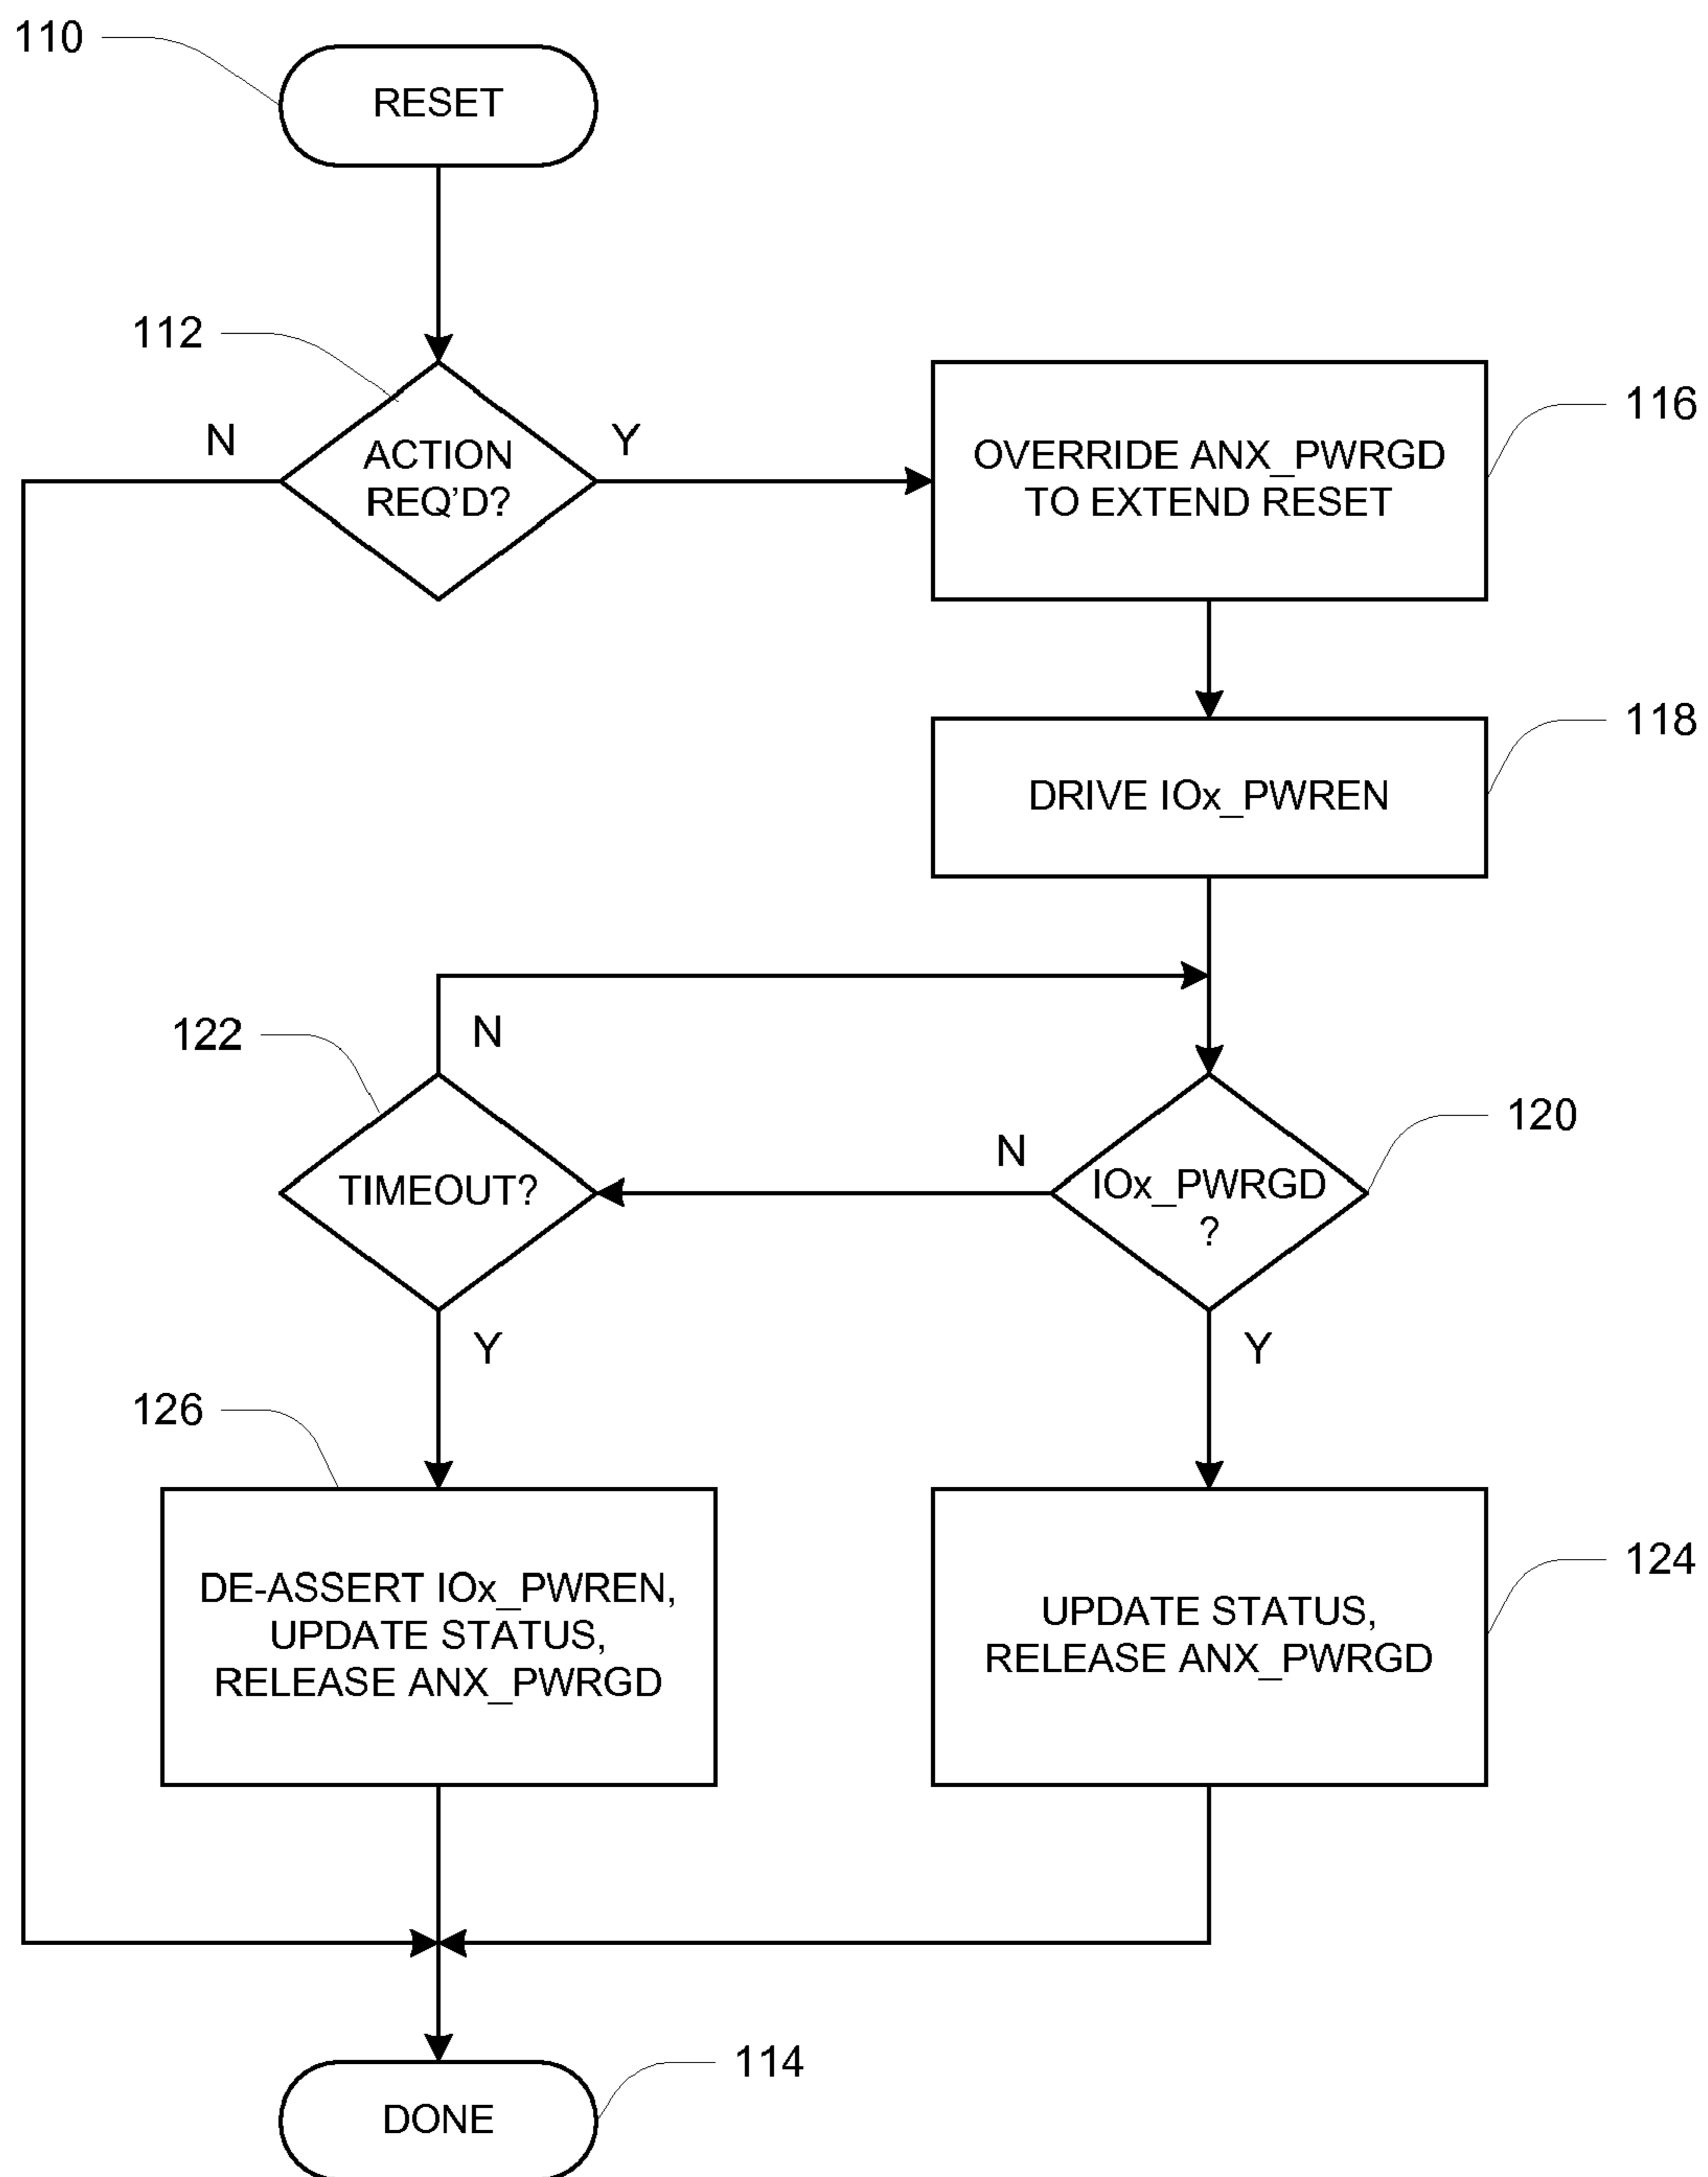 110
RESET
112
N
ACTION
REQ'D?
Y
OVERRIDE ANX_PWRGD
TO EXTEND RESET
116
DRIVE IOx_PWREN
118
122
N
TIMEOUT?
N
IOx_PWRGD
?
120
Y
Y
126
DE-ASSERT IOx_PWREN,
UPDATE STATUS,
RELEASE ANX_PWRGD
UPDATE STATUS,
RELEASE ANX_PWRGD
124
DONE
114